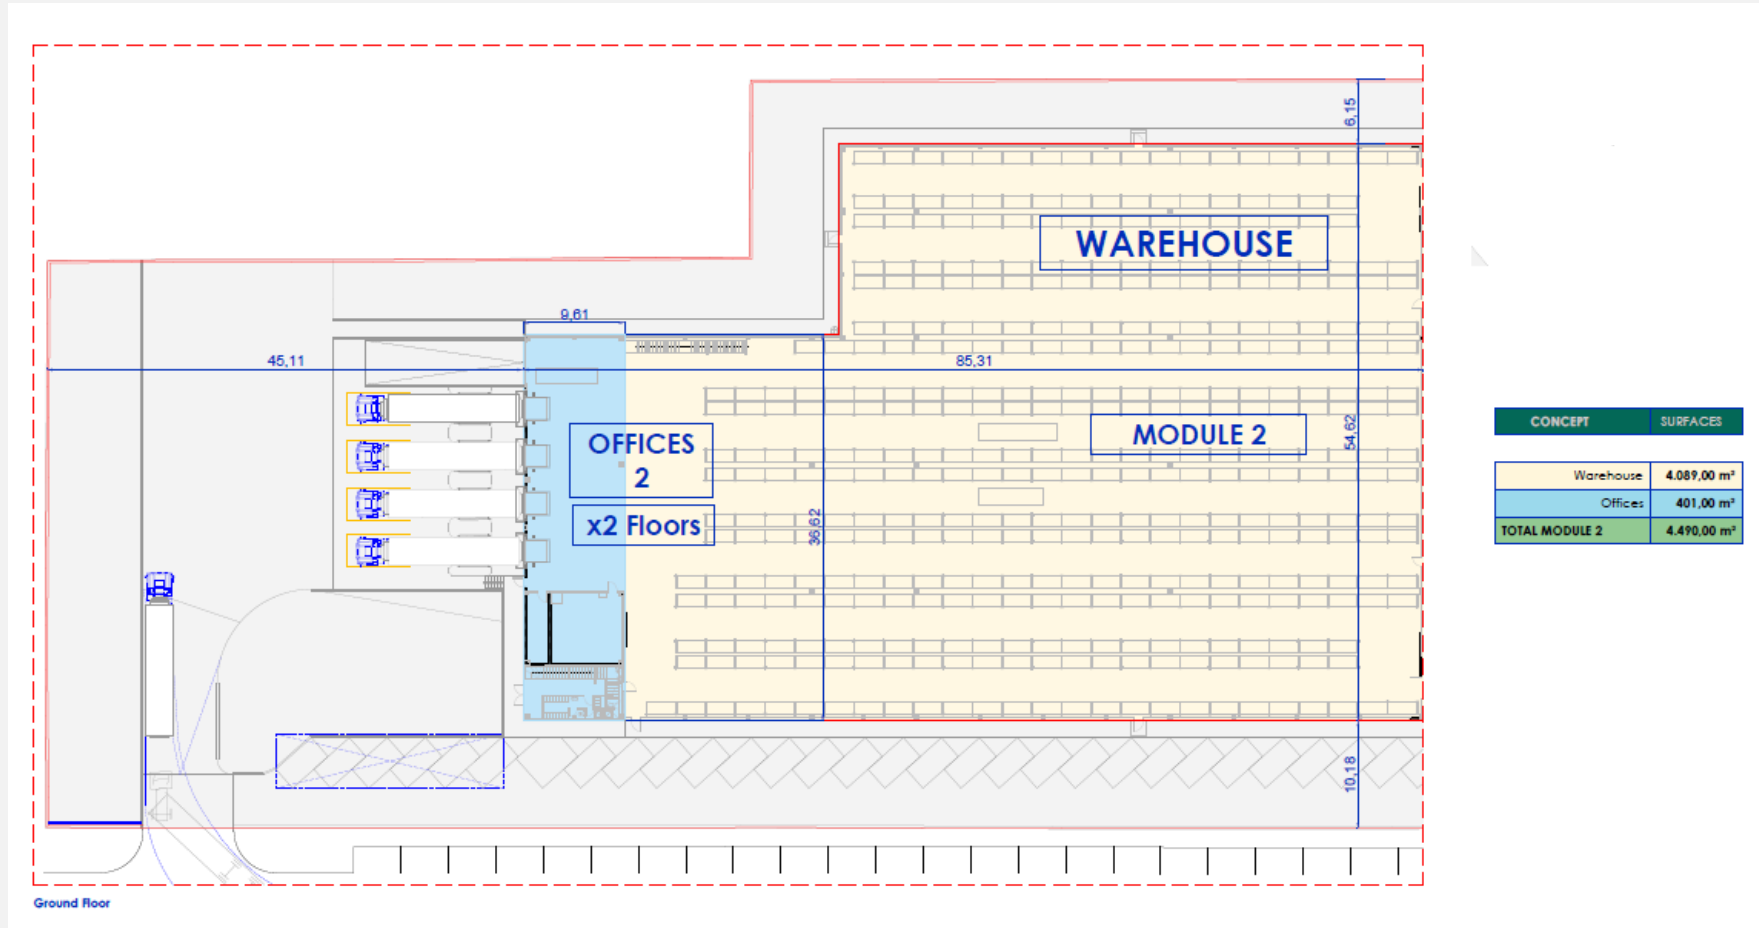 6,15
WAREHOUSE
9,61
45,11
85,31
OFFICES
2
x2 Floors
MODULE 2
54,62
36,62
10,18
CONCEPT SURFACES
Warehouse 4.089,00 m²
Offices 401,00 m²
TOTAL MODULE 2 4.490,00 m²
Ground Floor